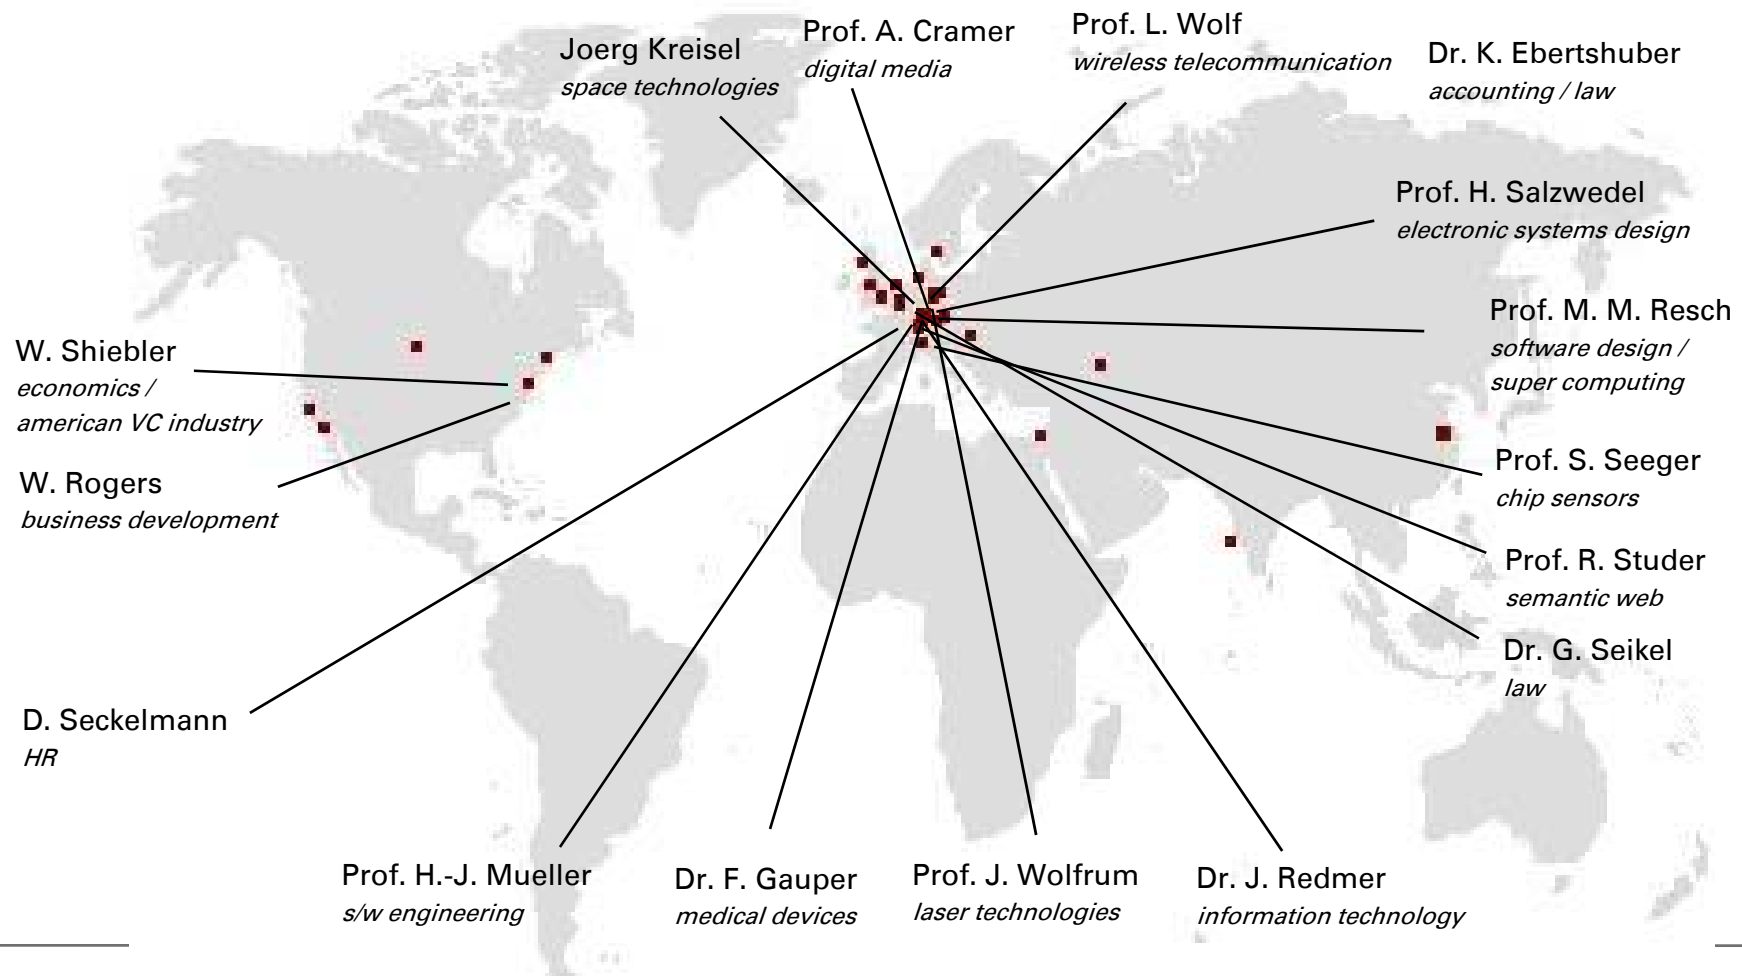 Joerg Kreisel
space technologies
Prof. A. Cramer
digital media
Prof. L. Wolf
wireless telecommunication
Dr. K. Ebertshuber
accounting / law
Prof. H. Salzwedel
electronic systems design
Prof. M. M. Resch
software design /
super computing
W. Shiebler
economics /
american VC industry
W. Rogers
business development
Prof. S. Seeger
chip sensors
Prof. R. Studer
semantic web
Dr. G. Seikel
law
D. Seckelmann
HR
Prof. H.-J. Mueller
s/w engineering
Dr. F. Gauper
medical devices
Prof. J. Wolfrum
laser technologies
Dr. J. Redmer
information technology